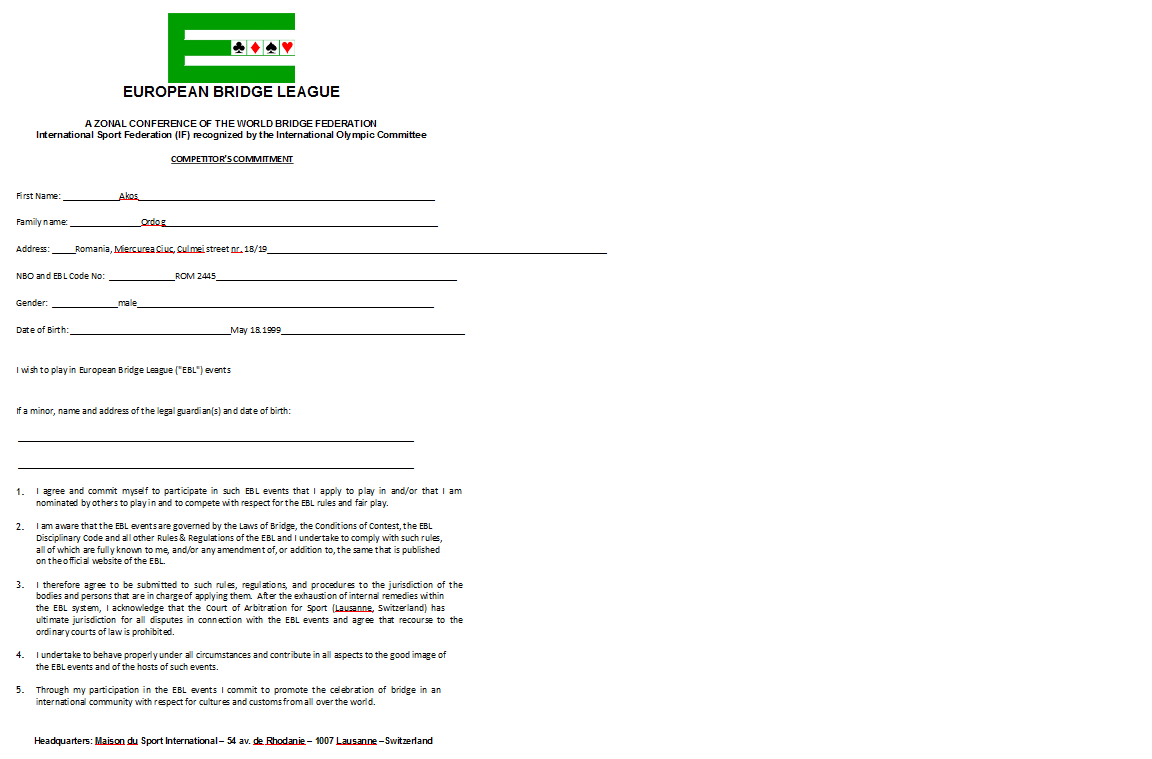 EUROPEAN BRIDGE LEAGUE
A ZONAL CONFERENCE OF THE WORLD BRIDGE FEDERATION
International Sport Federation (IF) recognized by the International Olympic Committee
COMPETITOR'S COMMITMENT
First Name: Akos
Family name: Ordog
Address: Romania, Miercurea Ciuc, Culmei street nr. 18/19
NBO and EBL Code No: ROM 2445
Gender: male
Date of Birth: May 18.1999
I wish to play in European Bridge League ("EBL") events
If a minor, name and address of the legal guardian(s) and date of birth:
1. I agree and commit myself to participate in such EBL events that I apply to play in and/or that I am
nominated by others to play in and to compete with respect for the EBL rules and fair play.
2. I am aware that the EBL events are governed by the Laws of Bridge, the Conditions of Contest, the EBL
Disciplinary Code and all other Rules & Regulations of the EBL and I undertake to comply with such rules,
all of which are fully known to me, and/or any amendment of, or addition to, the same that is published
on the official website of the EBL.
3. I therefore agree to be submitted to such rules, regulations, and procedures to the jurisdiction of the
bodies and persons that are in charge of applying them. After the exhaustion of internal remedies within
the EBL system, I acknowledge that the Court of Arbitration for Sport (Lausanne, Switzerland) has
ultimate jurisdiction for all disputes in connection with the EBL events and agree that recourse to the
ordinary courts of law is prohibited.
4. I undertake to behave properly under all circumstances and contribute in all aspects to the good image of
the EBL events and of the hosts of such events.
5. Through my participation in the EBL events I commit to promote the celebration of bridge in an
international community with respect for cultures and customs from all over the world.
Headquarters: Maison du Sport International – 54 av. de Rhodanie – 1007 Lausanne –Switzerland